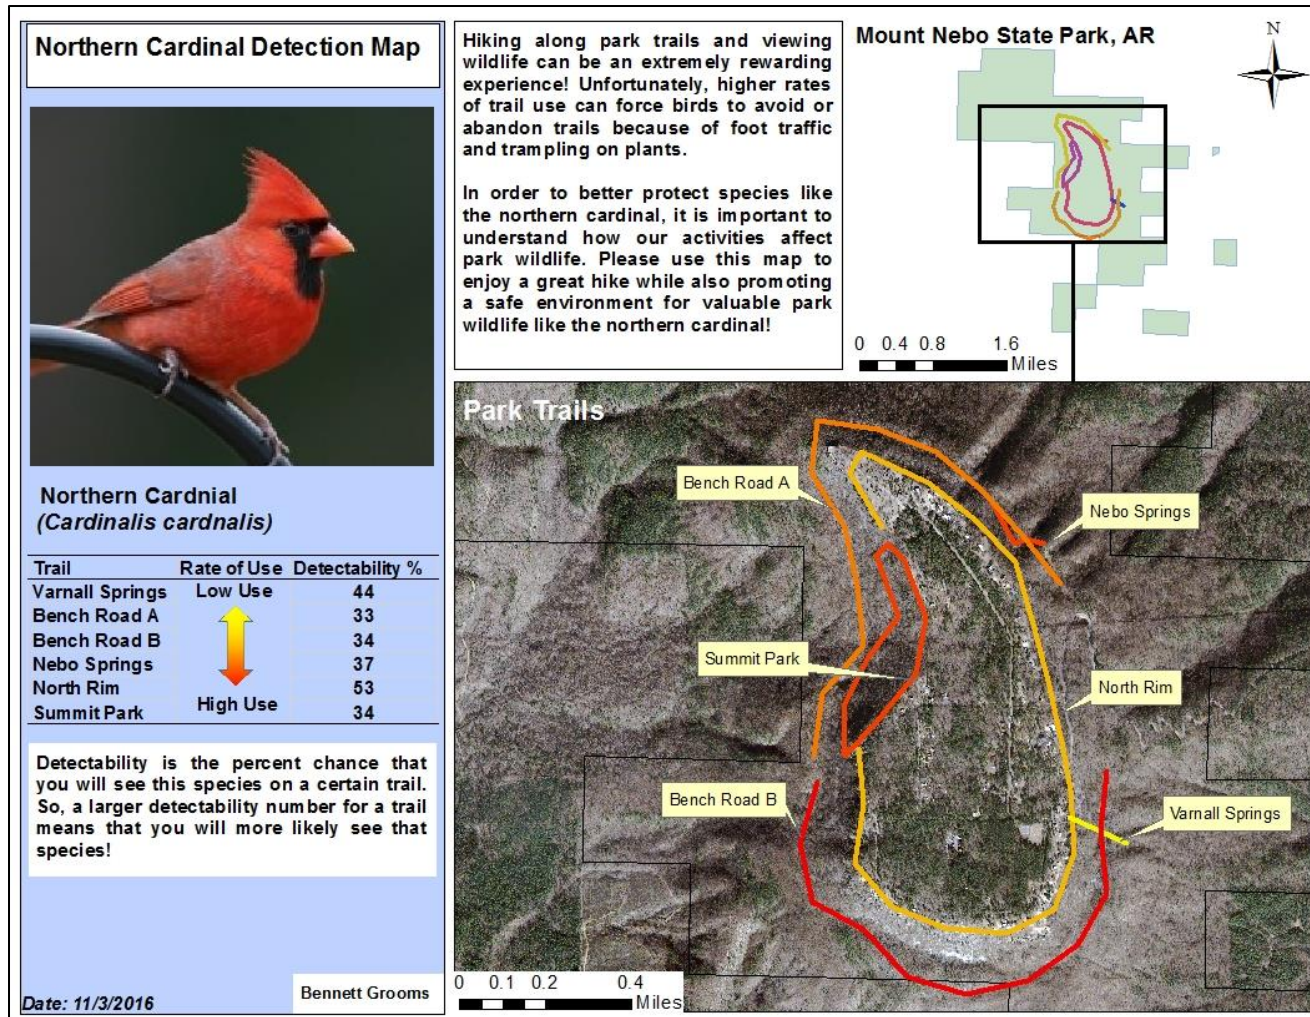 Northern Cardinal Detection Map
Northern Cardnial
(Cardinalis cardnalis)
Trail Rate of Use Detectability %
Varnall Springs Low Use 44
Bench Road A 33
Bench Road B 34
Nebo Springs 37
North Rim 53
Summit Park High Use 34
Detectability is the percent chance that
you will see this species on a certain trail.
So, a larger detectability number for a trail
means that you will more likely see that
species!
Date: 11/3/2016
Bennett Grooms
Hiking along park trails and viewing
wildlife can be an extremely rewarding
experience! Unfortunately, higher rates
of trail use can force birds to avoid or
abandon trails because of foot traffic
and trampling on plants.
In order to better protect species like
the northern cardinal, it is important to
understand how our activities affect
park wildlife. Please use this map to
enjoy a great hike while also promoting
a safe environment for valuable park
wildlife like the northern cardinal!
Mount Nebo State Park, AR
N
0 0.4 0.8 1.6
Miles
Park Trails
Bench Road A
Nebo Springs
Summit Park
North Rim
Bench Road B
Varnall Springs
0 0.1 0.2 0.4
Miles